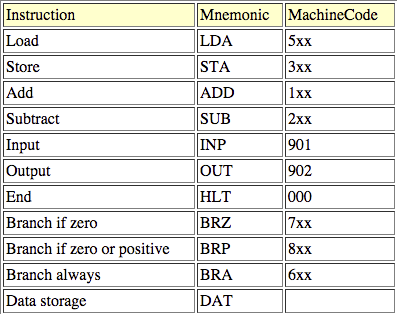 Instruction Mnemonic MachineCode
Load LDA 5xx
Store STA 3xx
Add ADD 1xx
Subtract SUB 2xx
Input INP 901
Output OUT 902
End HLT 000
Branch if zero BRZ 7xx
Branch if zero or positive BRP 8xx
Branch always BRA 6xx
Data storage DAT